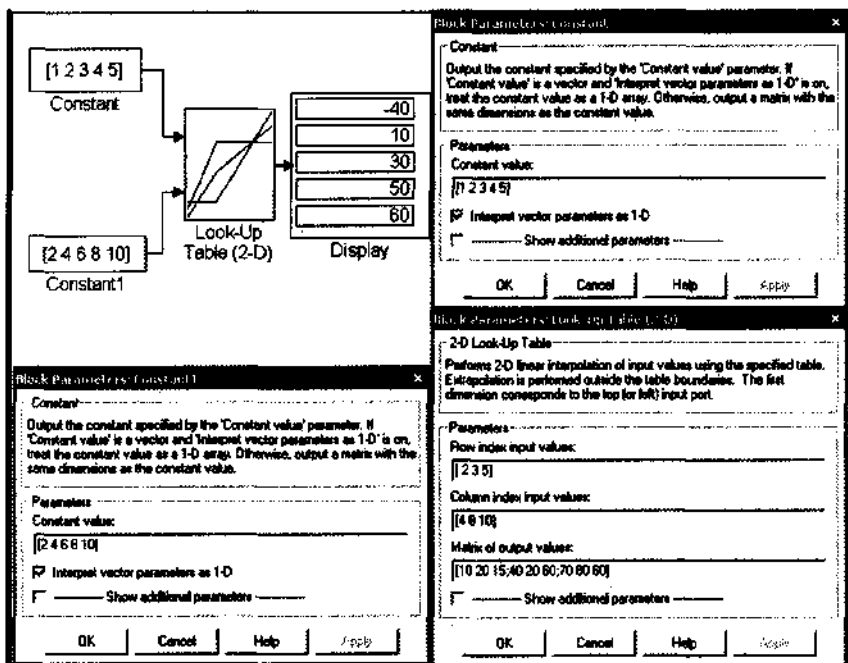 [1 2 3 4 5]
Constant
[2 4 6 8 10]
Constant1
Look-Up
Table (2-D)
-40
10
30
50
60
Display
Block Parameters: Constant
Constant
Output the constant specified by the 'Constant value' parameter. If
'Constant value' is a vector and 'Interpret vector parameters as 1-D' is on,
treat the constant value as a 1-D array. Otherwise, output a matrix with the
same dimensions as the constant value.
Parameters
Constant value:
[1 2 3 4 5]
Interpret vector parameters as 1-D
Show additional parameters
OK Cancel Help Apply
Block Parameters: Constant1
Constant
Output the constant specified by the 'Constant value' parameter. If
'Constant value' is a vector and 'Interpret vector parameters as 1-D' is on,
treat the constant value as a 1-D array. Otherwise, output a matrix with the
same dimensions as the constant value.
Parameters
Constant value:
[2 4 6 8 10]
Interpret vector parameters as 1-D
Show additional parameters
OK Cancel Help Apply
Block Parameters: Look-Up Table (2-D)
2-D Look-Up Table
Performs 2-D linear interpolation of input values using the specified table.
Extrapolation is performed outside the table boundaries. The first
dimension corresponds to the top (or left) input port.
Parameters
Row index input values:
[ 2 3 5]
Column index input values:
[4 8 10]
Matrix of output values:
[10 20 15;40 20 60;70 80 60]
Show additional parameters
OK Cancel Help Apply